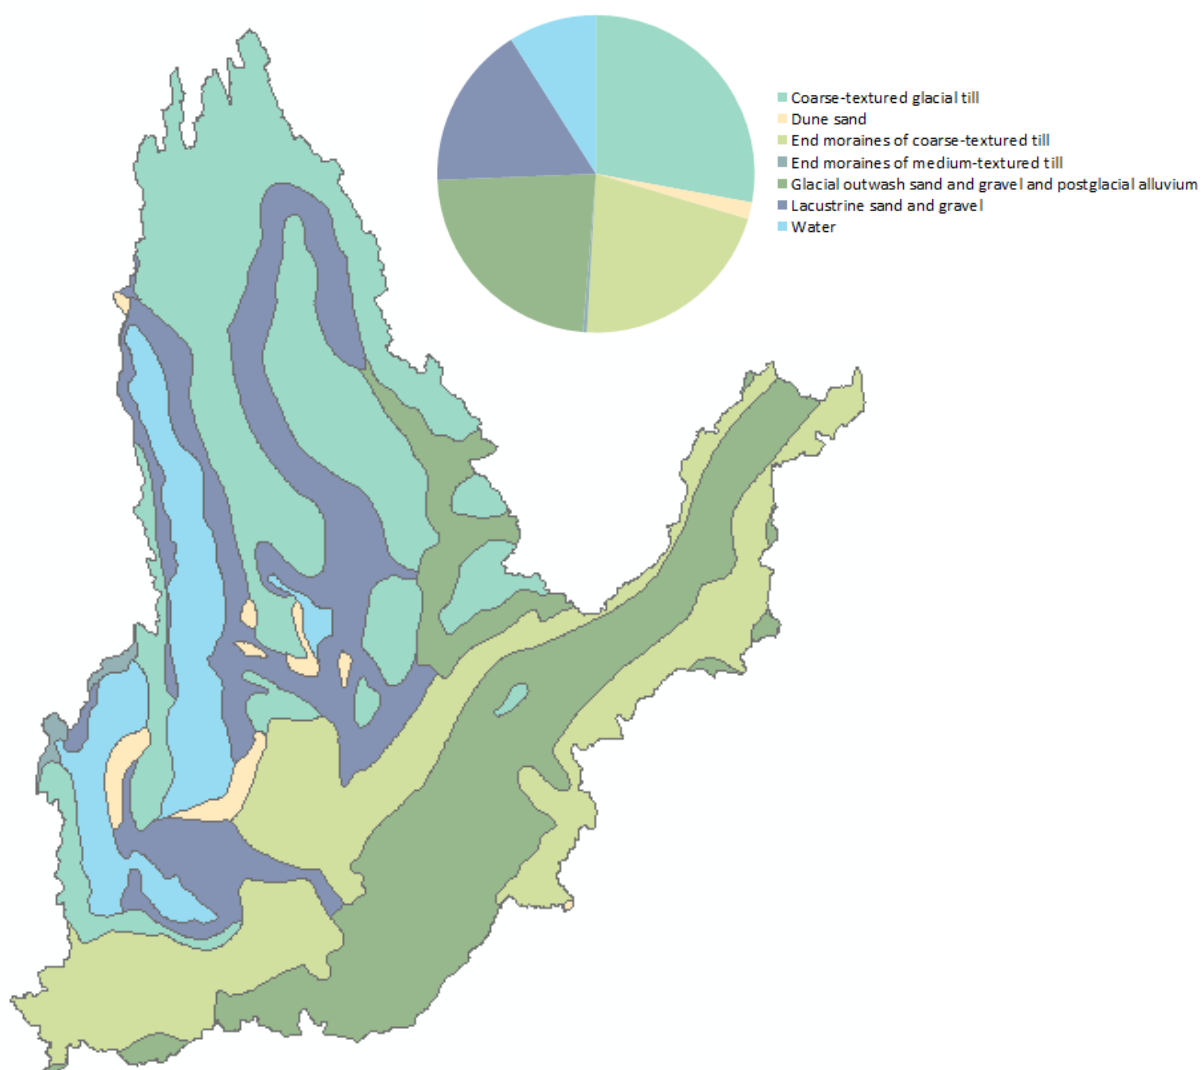 Coarse-textured glacial till
Dune sand
End moraines of coarse-textured till
End moraines of medium-textured till
Glacial outwash sand and gravel and postglacial alluvium
Lacustrine sand and gravel
Water